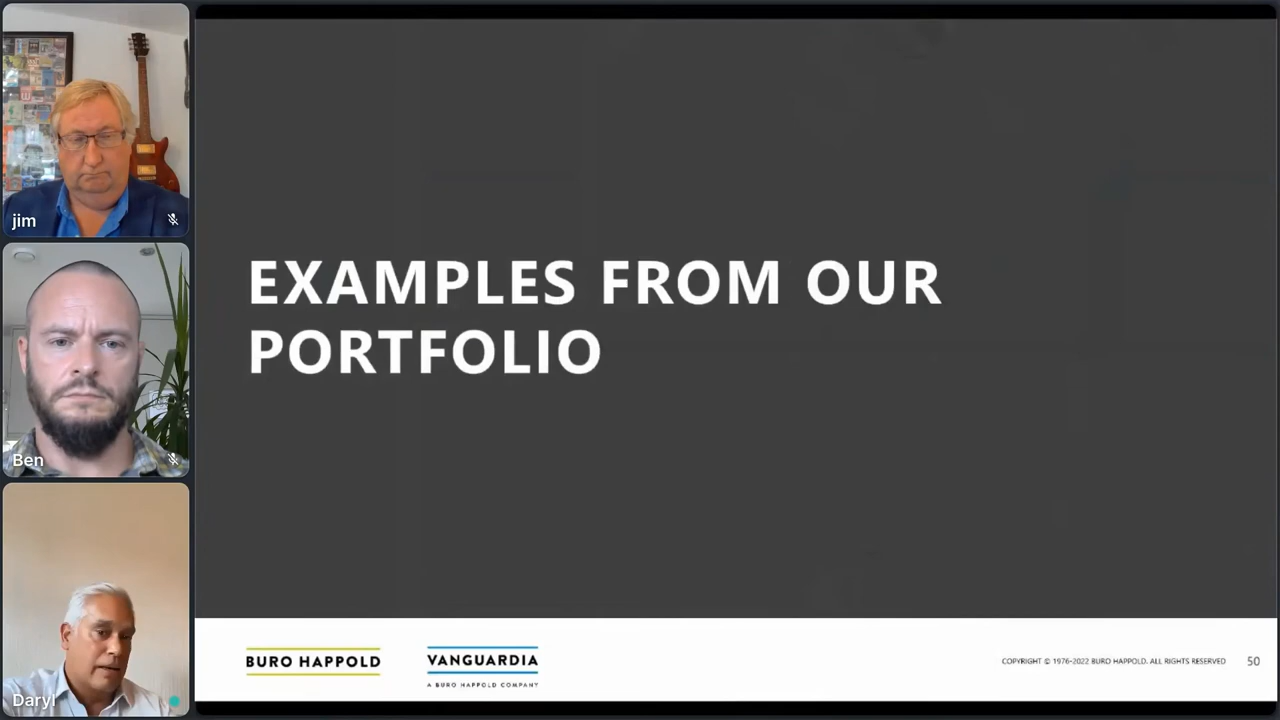 jim
Ben
Daryl
EXAMPLES FROM OUR
PORTFOLIO
BURO HAPPOLD
VANGUARDIA
A BURO HAPPOLD COMPANY
COPYRIGHT © 1976-2022 BURO HAPPOLD. ALL RIGHTS RESERVED
50